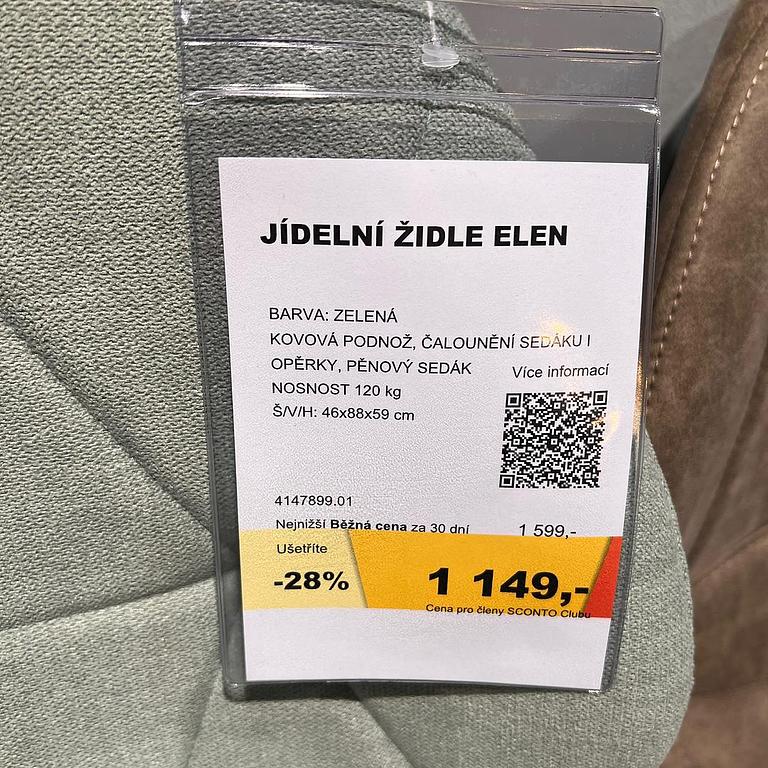 JÍDELNÍ ŽIDLE ELEN
BARVA: ZELENÁ
KOVOVÁ PODNOŽ, ČALOUNĚNÍ SEDÁKU I
OPĚRKY, PĚNOVÝ SEDÁK
Více informací
NOSNOST 120 kg
Š/V/H: 46x88x59 cm
4147899.01
Nejnižší Běžná cena za 30 dní 1 599,-
Ušetříte
-28% 1 149,-
Cena pro členy SCONTO Clubu